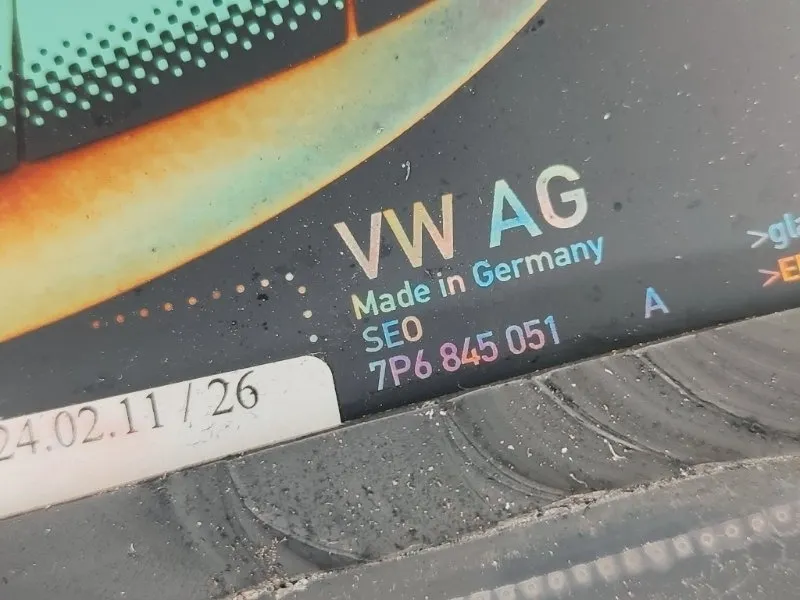 VW AG
Made in Germany
SEO
7P6 845 051 A
24.02.11 / 26